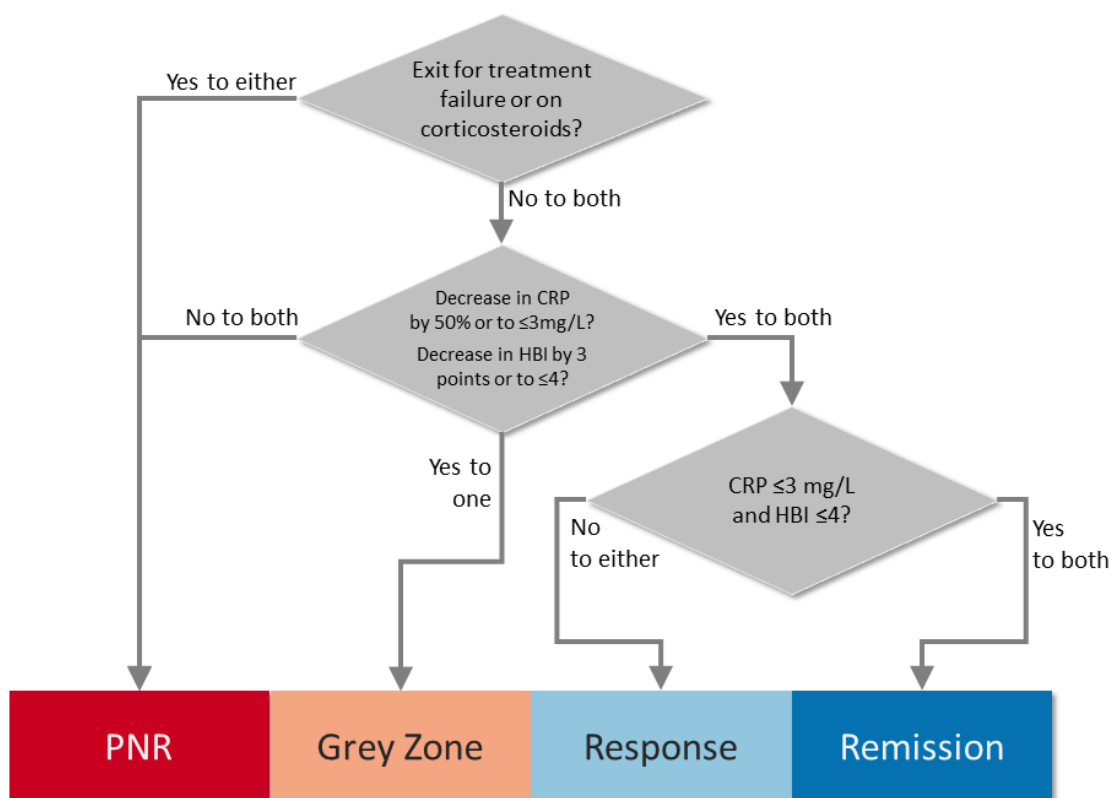 Exit for treatment
failure or on
corticosteroids?
Yes to either
No to both
Decrease in CRP
by 50% or to ≤3mg/L?
Decrease in HBI by 3
points or to ≤4?
No to both
Yes to both
Yes to
one
CRP ≤3 mg/L
and HBI ≤4?
No
to either
Yes
to both
PNR
Grey Zone
Response
Remission